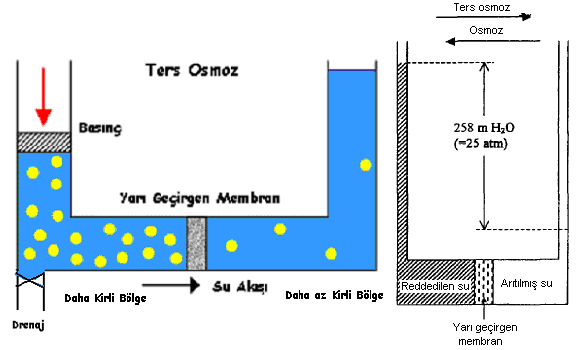 Ters Osmoz
Basınç
Yarı Geçirgen Membran
Su Akışı
Daha Kirli Bölge
Daha az Kirli Bölge
Drenaj
Ters osmoz
Osmoz
258 m H₂O
(=25 atm)
Reddedilen su
Arıtılmış su
Yarı geçirgen
membran